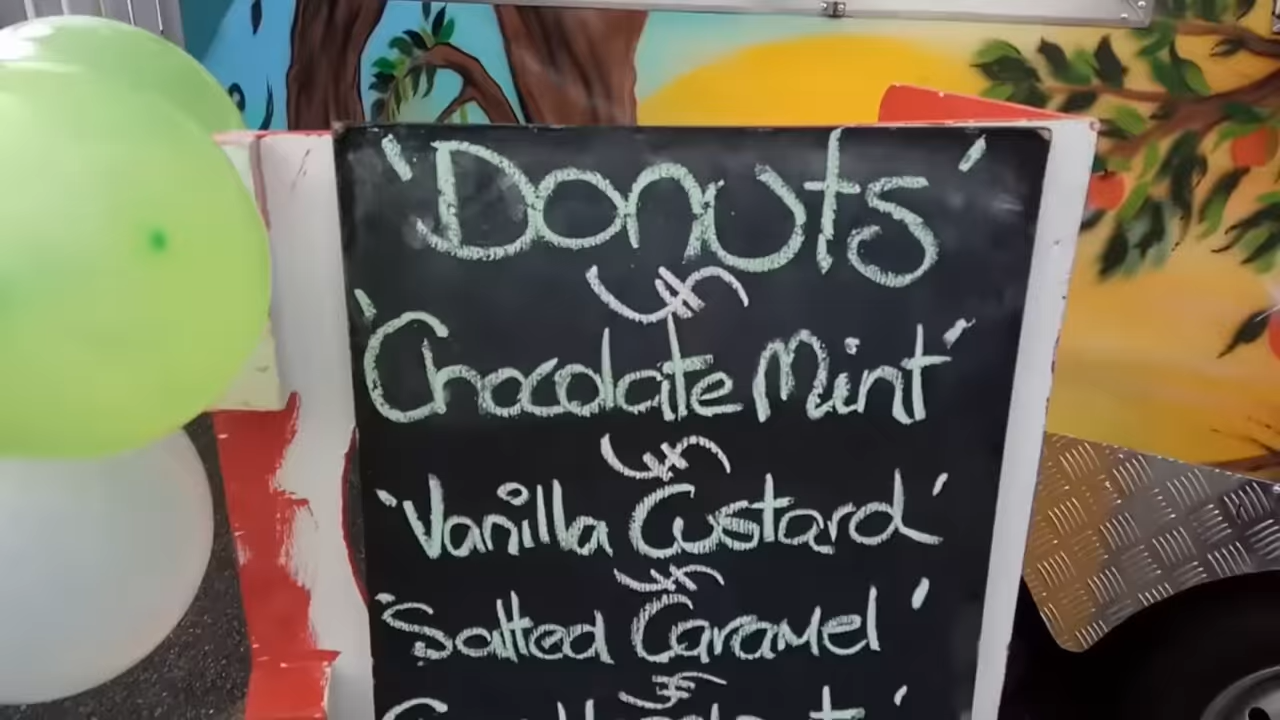 'Donuts'
'Chocolate Mint'
'Vanilla Custard'
'Salted Caramel'